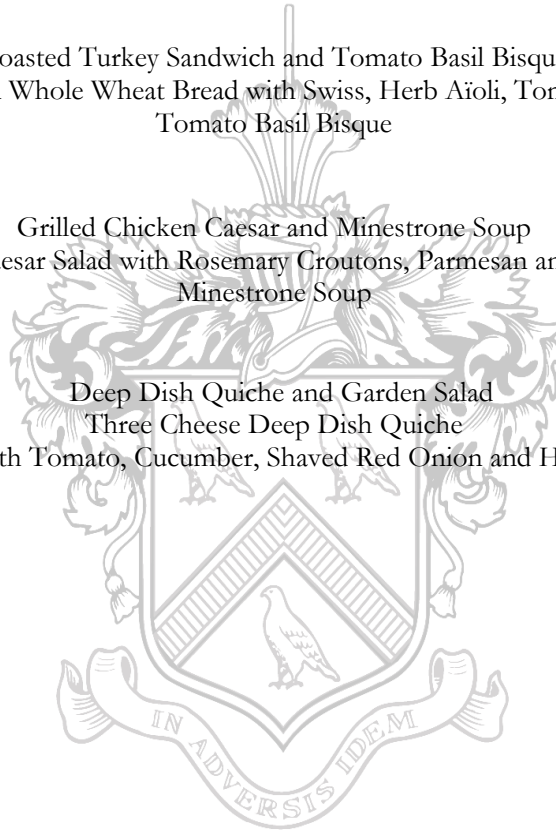 oasted Turkey Sandwich and Tomato Basil Bisqu
Whole Wheat Bread with Swiss, Herb Aïoli, Tom
Tomato Basil Bisque
Grilled Chicken Caesar and Minestrone Soup
esar Salad with Rosemary Croutons, Parmesan an
Minestrone Soup
Deep Dish Quiche and Garden Salad
Three Cheese Deep Dish Quiche
th Tomato, Cucumber, Shaved Red Onion and H
IN ADVERSIS IDEM